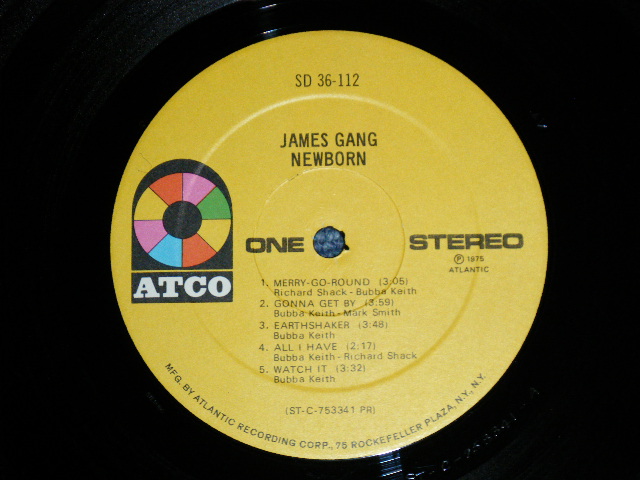 SD 36-112
JAMES GANG
NEWBORN
ATCO
ONE
STEREO
Ⓟ 1975
ATLANTIC
1. MERRY-GO-ROUND (3:05)
Richard Shack - Bubba Keith
2. GONNA GET BY (3:59)
Bubba Keith - Mark Smith
3. EARTHSHAKER (3:48)
Bubba Keith
4. ALL I HAVE (2:17)
Bubba Keith - Richard Shack
5. WATCH IT (3:32)
Bubba Keith
(ST-C-753341 PR)
MFG. BY ATLANTIC RECORDING CORP., 75 ROCKEFELLER PLAZA, N.Y., N.Y.